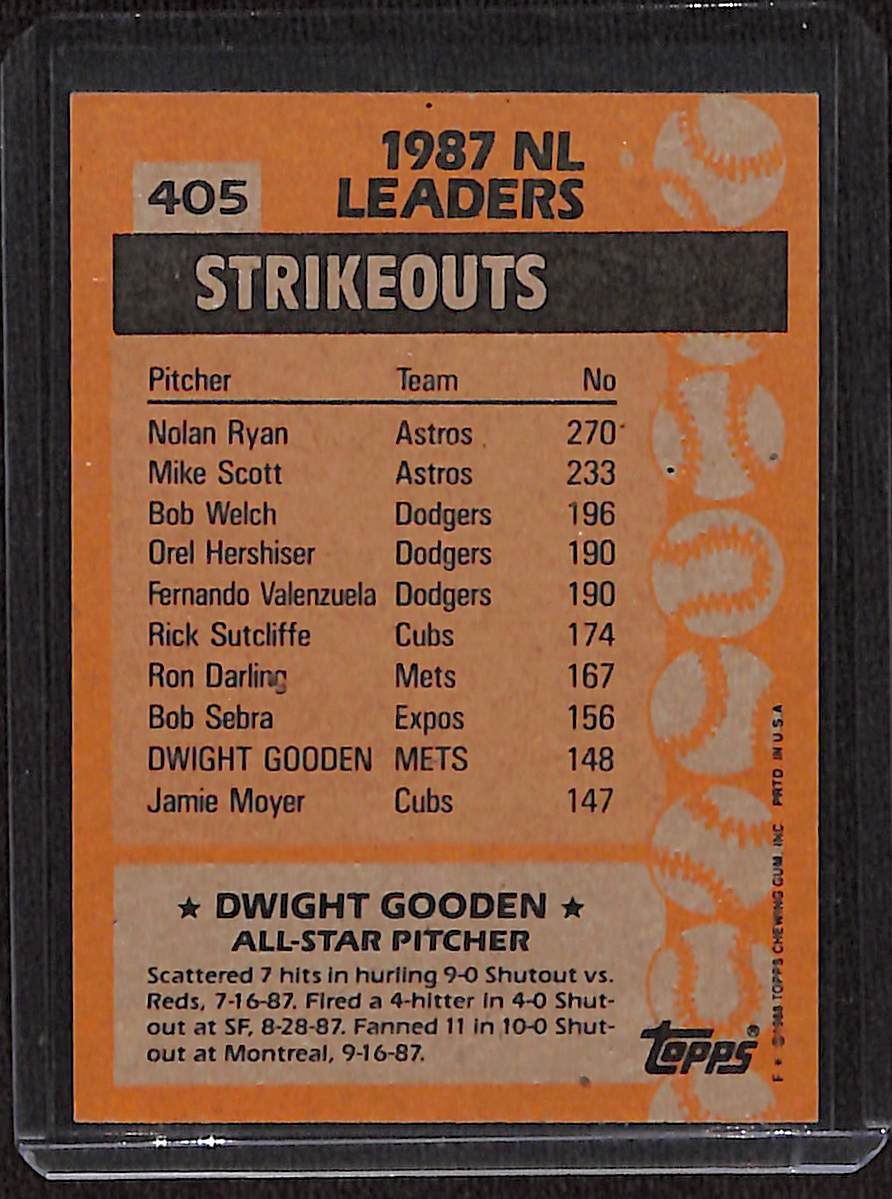 1987 NL
405 LEADERS
STRIKEOUTS
Pitcher Team No
Nolan Ryan Astros 270
Mike Scott Astros 233
Bob Welch Dodgers 196
Orel Hershiser Dodgers 190
Fernando Valenzuela Dodgers 190
Rick Sutcliffe Cubs 174
Ron Darling Mets 167
Bob Sebra Expos 156
DWIGHT GOODEN METS 148
Jamie Moyer Cubs 147
★ DWIGHT GOODEN ★
ALL-STAR PITCHER
Scattered 7 hits in hurling 9-0 Shutout vs.
Reds, 7-16-87. Fired a 4-hitter in 4-0 Shut-
out at SF, 8-28-87. Fanned 11 in 10-0 Shut-
out at Montreal, 9-16-87.
TOPPS®
F * ©1988 TOPPS CHEWING GUM, INC. PRTD. IN U.S.A